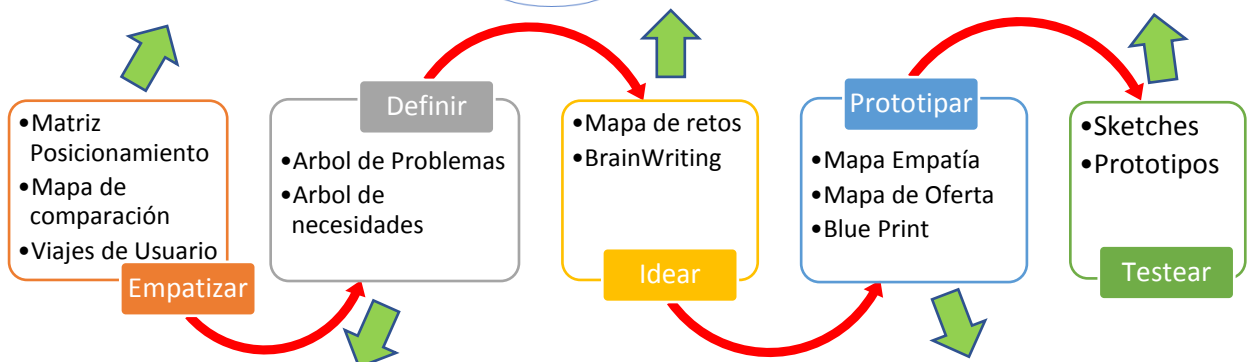 •Matriz
Posicionamiento
•Mapa de
comparación
•Viajes de Usuario
Empatizar
Definir
•Arbol de Problemas
•Arbol de
necesidades
•Mapa de retos
•BrainWriting
Idear
Prototipar
•Mapa Empatía
•Mapa de Oferta
•Blue Print
•Sketches
•Prototipos
Testear